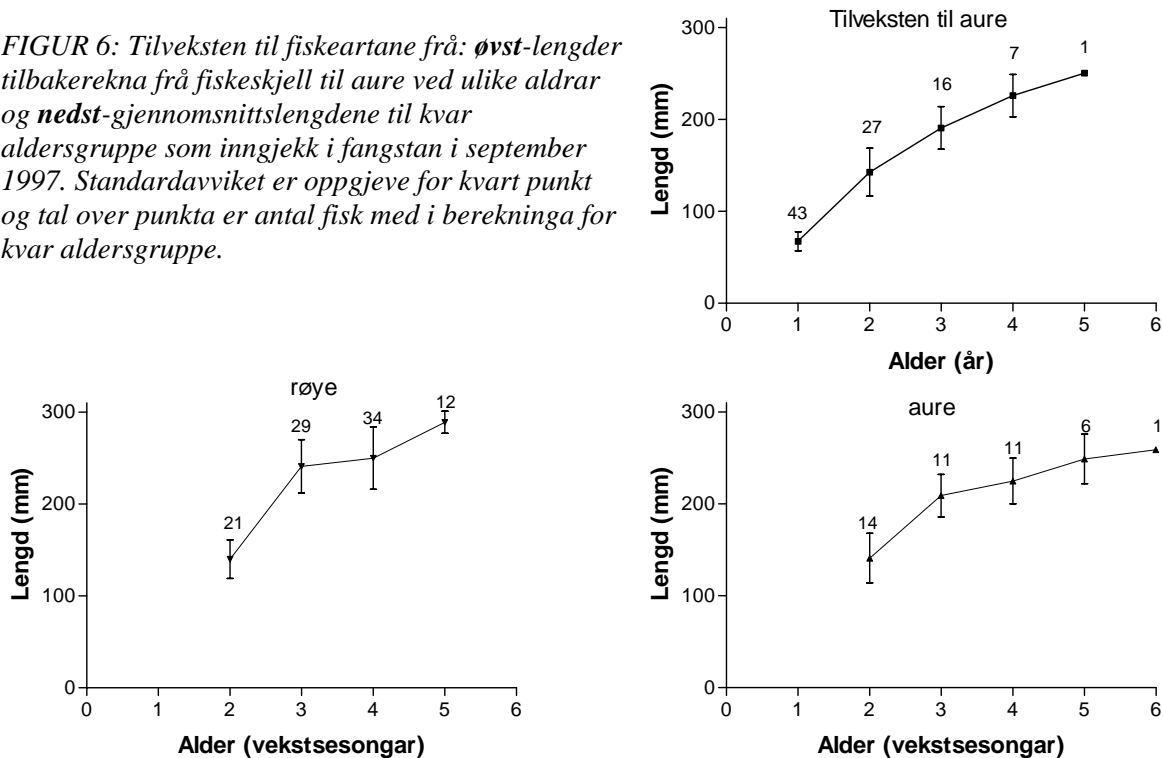 FIGUR 6: Tilveksten til fiskeartane frå: øvst-lengder
tilbakerekna frå fiskeskjell til aure ved ulike aldrar
og nedst-gjennomsnittslengdene til kvar
aldersgruppe som inngjekk i fangstan i september
1997. Standardavviket er oppgjeve for kvart punkt
og tal over punkta er antal fisk med i berekninga for
kvar aldersgruppe.
Tilveksten til aure
Lengd (mm)
300
200
100
0
43
27
16
7
1
0 1 2 3 4 5 6
Alder (år)
røye
Lengd (mm)
300
200
100
0
21
29
34
12
0 1 2 3 4 5 6
Alder (vekstsesongar)
aure
Lengd (mm)
300
200
100
0
14
11
11
6
1
0 1 2 3 4 5 6
Alder (vekstsesongar)